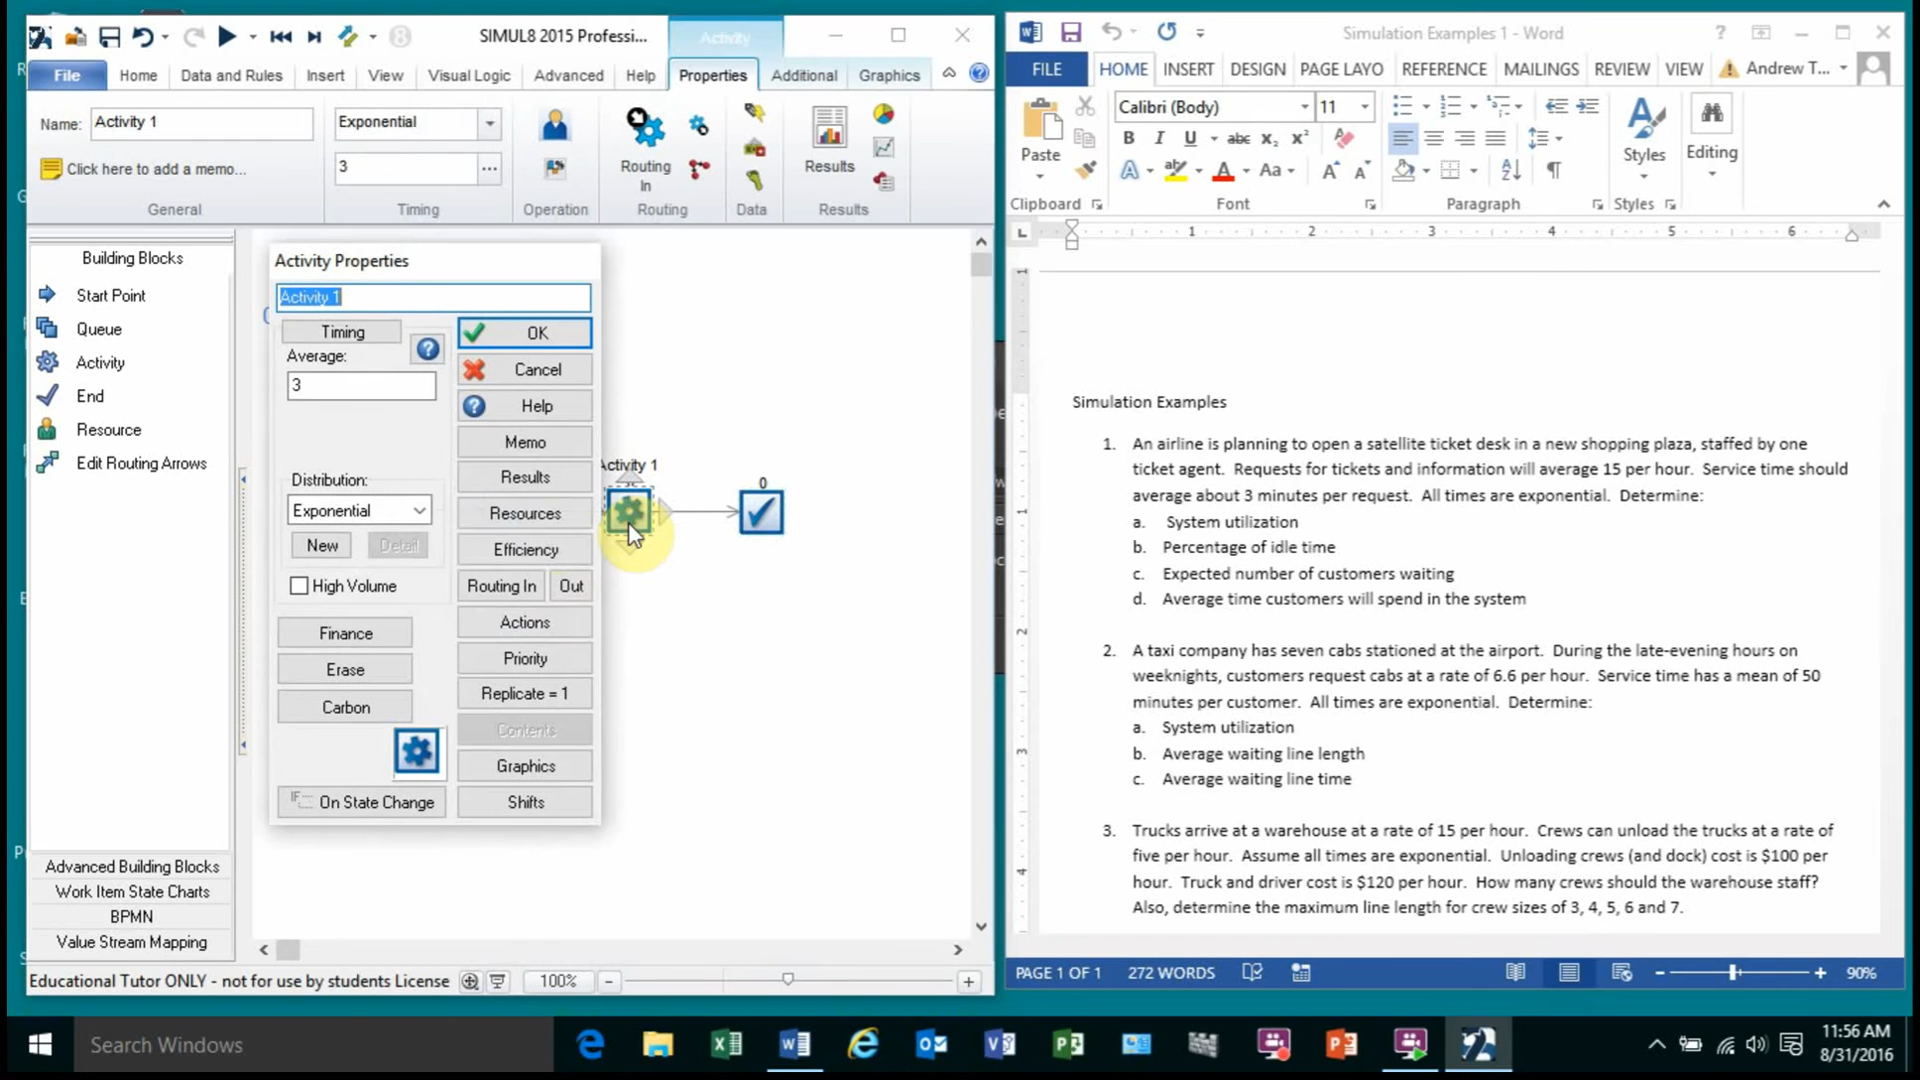 SIMUL8 2015 Professi...
Activity
File
Home
Data and Rules
Insert
View
Visual Logic
Advanced
Help
Properties
Additional
Graphics
Name:
Activity 1
Click here to add a memo...
General
Exponential
3
...
Timing
Operation
Routing
In
Routing
Data
Results
Results
Building Blocks
Start Point
Queue
Activity
End
Resource
Edit Routing Arrows
Advanced Building Blocks
Work Item State Charts
BPMN
Value Stream Mapping
Activity Properties
Activity 1
Timing
Average:
3
Distribution:
Exponential
New
Detail
High Volume
Finance
Erase
Carbon
On State Change
OK
Cancel
Help
Memo
Results
Resources
Efficiency
Routing In
Out
Actions
Priority
Replicate = 1
Contents
Graphics
Shifts
Activity 1
0
Educational Tutor ONLY - not for use by students License
100%
Simulation Examples 1 - Word
FILE
HOME
INSERT
DESIGN
PAGE LAYO
REFERENCE
MAILINGS
REVIEW
VIEW
Andrew T...
Paste
Calibri (Body)
11
B I U abc x₂ x²
A
A
Aa
A
A
Styles
Editing
Clipboard
Font
Paragraph
Styles
L
1 2 3 4 5 6
1
1
2
3
4
Simulation Examples
1. An airline is planning to open a satellite ticket desk in a new shopping plaza, staffed by one
ticket agent. Requests for tickets and information will average 15 per hour. Service time should
average about 3 minutes per request. All times are exponential. Determine:
a. System utilization
b. Percentage of idle time
c. Expected number of customers waiting
d. Average time customers will spend in the system
2. A taxi company has seven cabs stationed at the airport. During the late-evening hours on
weeknights, customers request cabs at a rate of 6.6 per hour. Service time has a mean of 50
minutes per customer. All times are exponential. Determine:
a. System utilization
b. Average waiting line length
c. Average waiting line time
3. Trucks arrive at a warehouse at a rate of 15 per hour. Crews can unload the trucks at a rate of
five per hour. Assume all times are exponential. Unloading crews (and dock) cost is $100 per
hour. Truck and driver cost is $120 per hour. How many crews should the warehouse staff?
Also, determine the maximum line length for crew sizes of 3, 4, 5, 6 and 7.
PAGE 1 OF 1
272 WORDS
90%
Search Windows
11:56 AM
8/31/2016